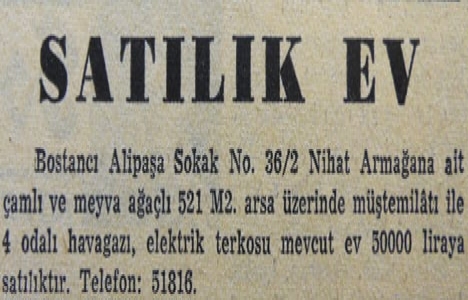 SATILIK EV
Bostancı Alipaşa Sokak No. 36/2 Nihat Armağana ait
çamlı ve meyva ağaçlı 521 M2. arsa üzerinde müştemilâtı ile
4 odalı havagazı, elektrik terkosu mevcut ev 50000 liraya
satılıktır. Telefon: 51816.